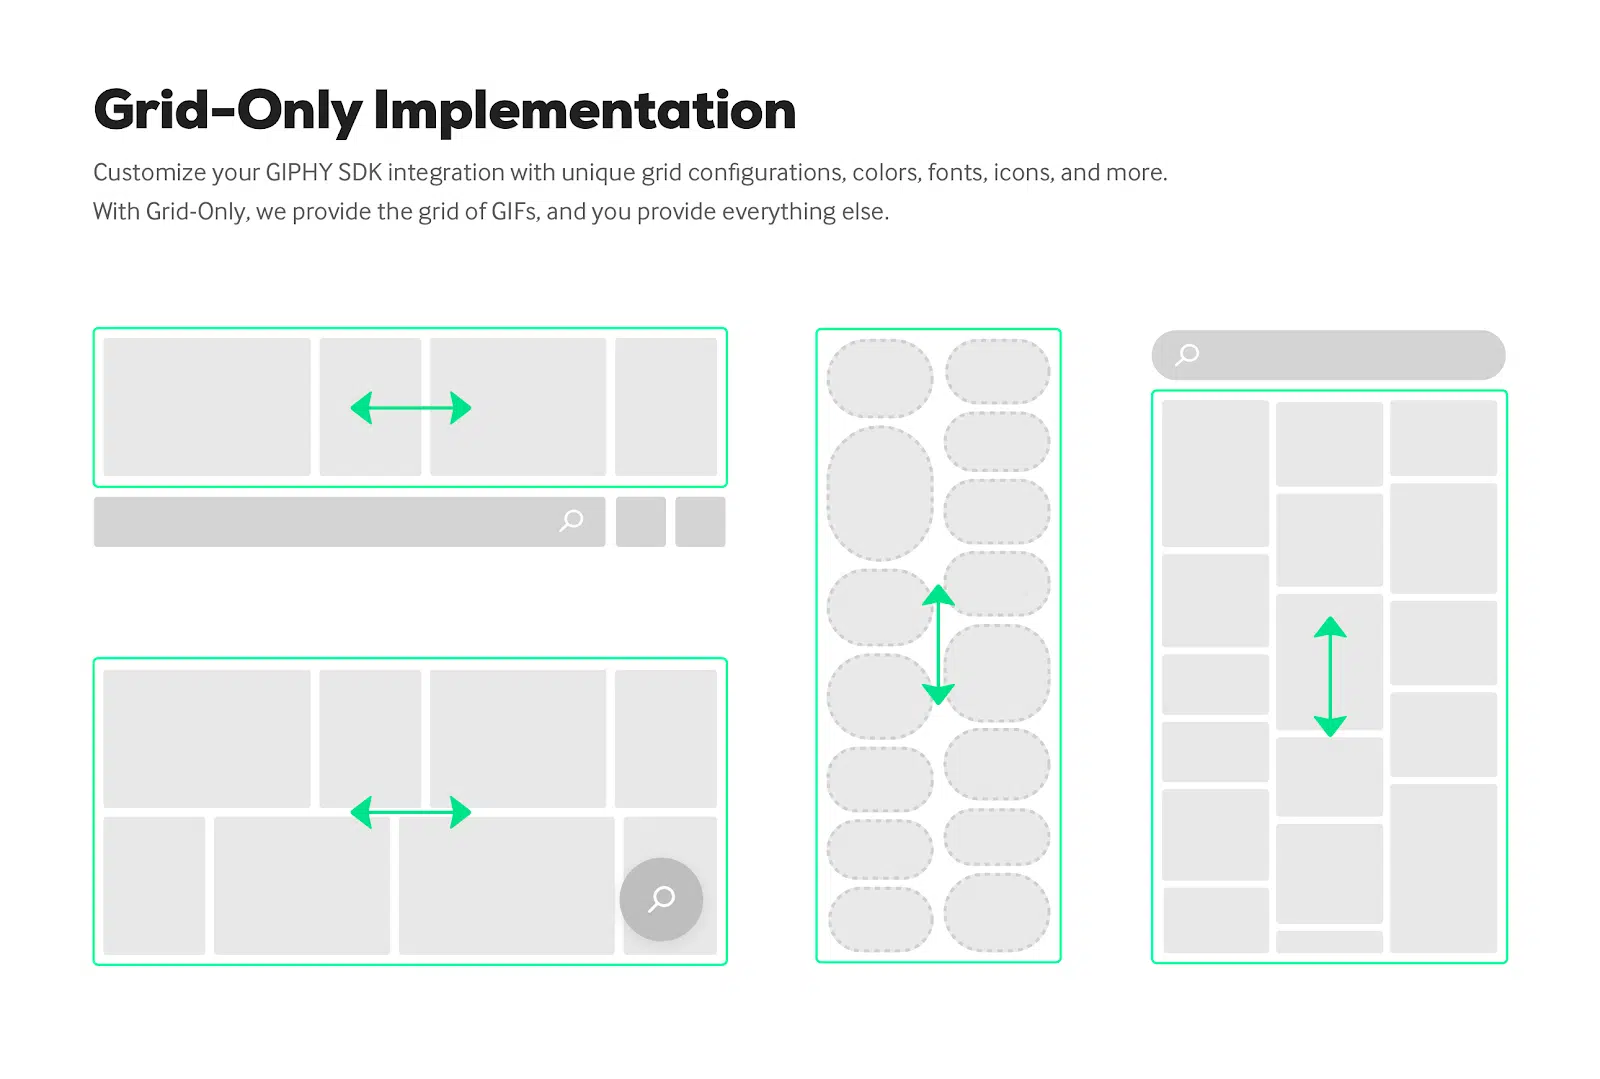 Grid-Only Implementation
Customize your GIPHY SDK integration with unique grid configurations, colors, fonts, icons, and more.
With Grid-Only, we provide the grid of GIFs, and you provide everything else.